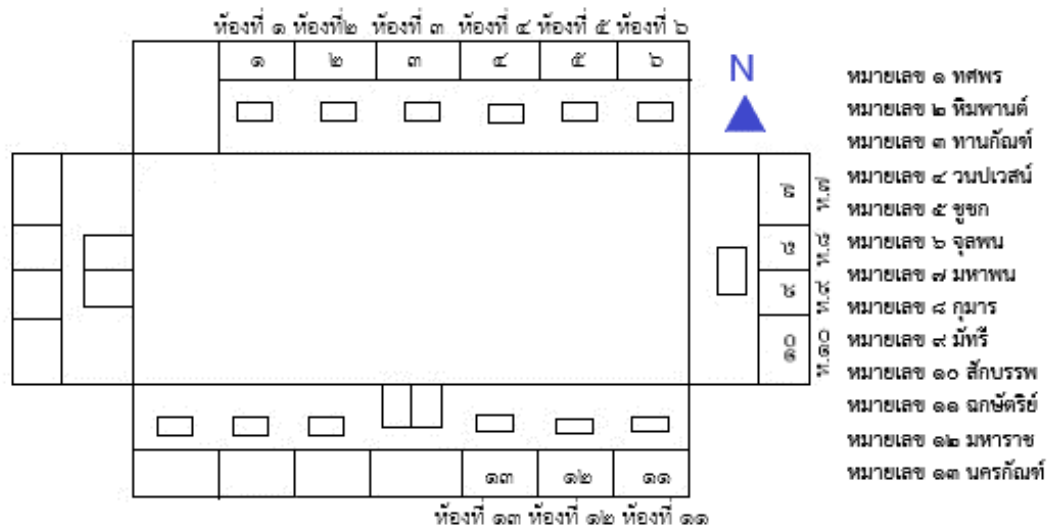 ห้องที่ ๑ ห้องที่๒ ห้องที่ ๓ ห้องที่ ๔ ห้องที่ ๕ ห้องที่ ๖
๑ ๒ ๓ ๔ ๕ ๖
N
๗ ห.๗
๘ ห.๘
๙ ห.๙
๑๐ ห.๑๐
๑๓ ๑๒ ๑๑
ห้องที่ ๑๓ ห้องที่ ๑๒ ห้องที่ ๑๑
หมายเลข ๑ ทศพร
หมายเลข ๒ หิมพานต์
หมายเลข ๓ ทานกัณฑ์
หมายเลข ๔ วนปเวสน์
หมายเลข ๕ ชูชก
หมายเลข ๖ จุลพน
หมายเลข ๗ มหาพน
หมายเลข ๘ กุมาร
หมายเลข ๙ มัทรี
หมายเลข ๑๐ สักบรรพ
หมายเลข ๑๑ ฉกษัตริย์
หมายเลข ๑๒ มหาราช
หมายเลข ๑๓ นครกัณฑ์